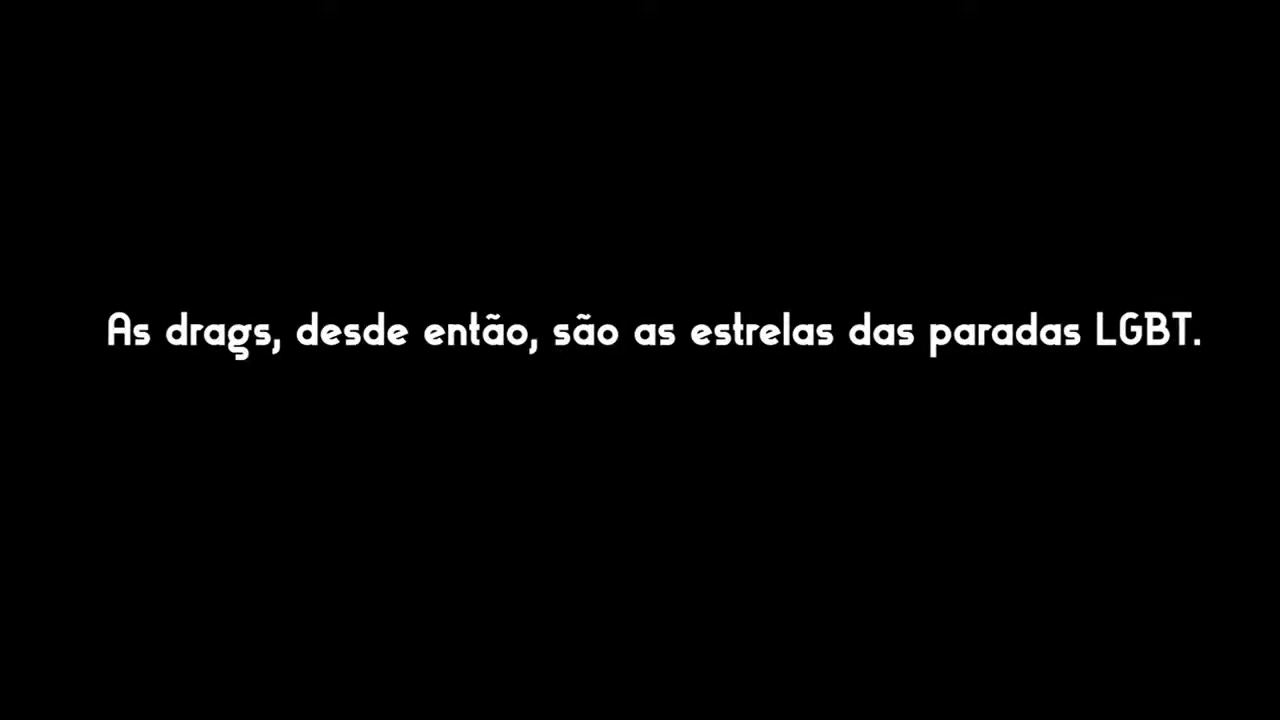 As drags, desde então, são as estrelas das paradas LGBT.